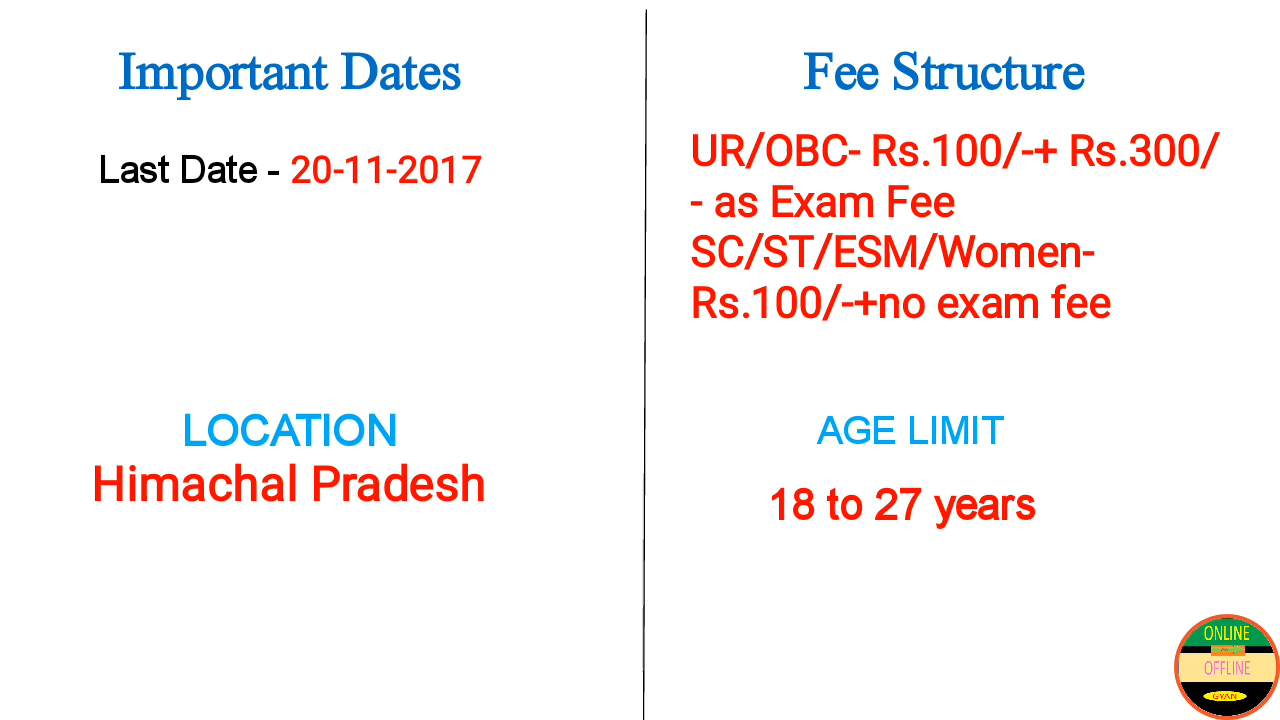 Important Dates
Last Date - 20-11-2017
LOCATION
Himachal Pradesh
Fee Structure
UR/OBC- Rs.100/-+ Rs.300/
- as Exam Fee
SC/ST/ESM/Women-
Rs.100/-+no exam fee
AGE LIMIT
18 to 27 years
ONLINE
OFFLINE
GYAN